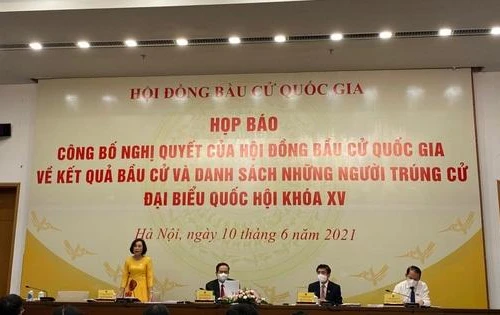 HỘI ĐỒNG BẦU CỬ QUỐC GIA
HỌP BÁO
CÔNG BỐ NGHỊ QUYẾT CỦA HỘI ĐỒNG BẦU CỬ QUỐC GIA
VỀ KẾT QUẢ BẦU CỬ VÀ DANH SÁCH NHỮNG NGƯỜI TRÚNG CỬ
ĐẠI BIỂU QUỐC HỘI KHÓA XV
Hà Nội, ngày 10 tháng 6 năm 2021